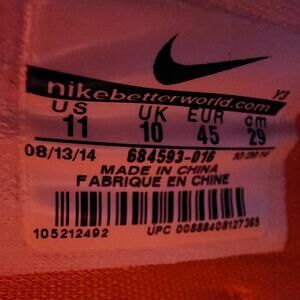 Y3
nikebetterworld.com
US UK EUR cm
11 10 45 29
08/13/14 684593-016
MADE IN CHINA
FABRIQUE EN CHINE
105212492 UPC 00888408127365